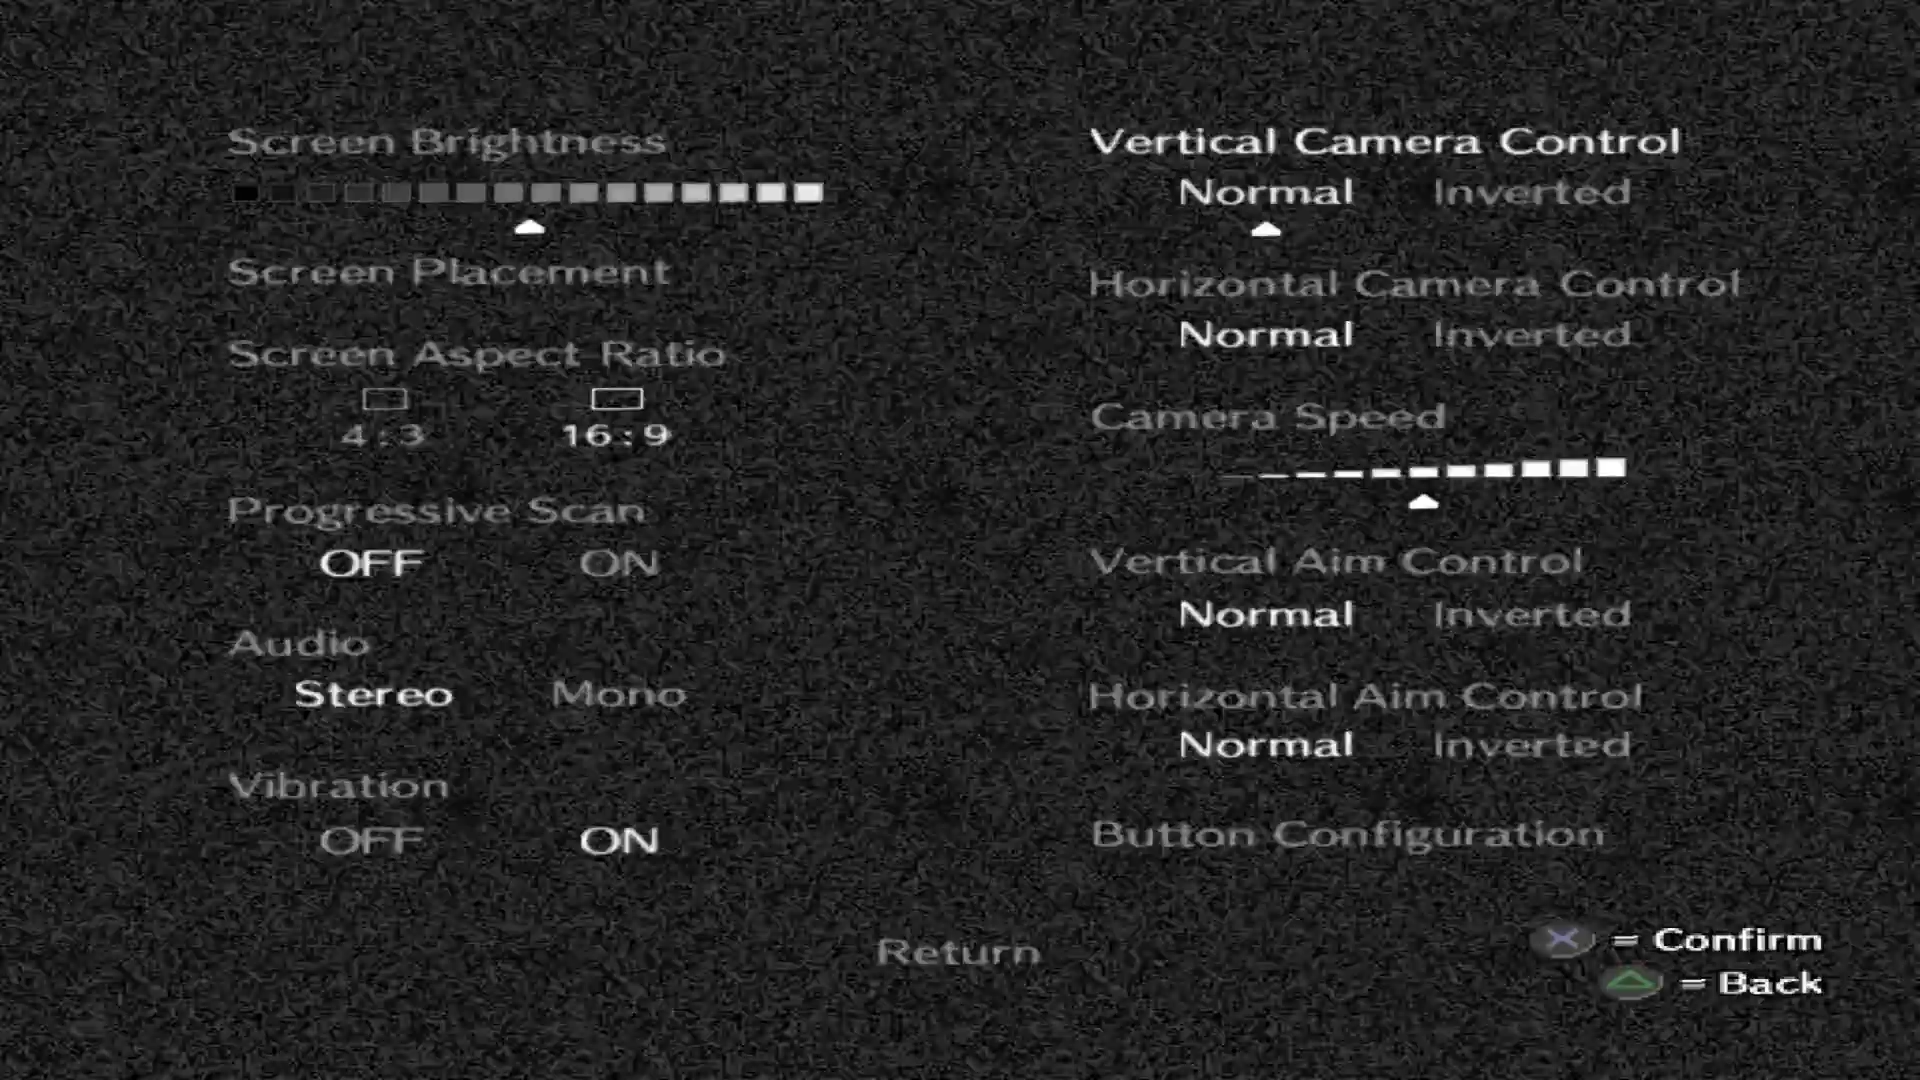 Screen Brightness
Screen Placement
Screen Aspect Ratio
4:3 16:9
Progressive Scan
OFF ON
Audio
Stereo Mono
Vibration
OFF ON
Vertical Camera Control
Normal Inverted
Horizontal Camera Control
Normal Inverted
Camera Speed
Vertical Aim Control
Normal Inverted
Horizontal Aim Control
Normal Inverted
Button Configuration
Return
= Confirm
= Back